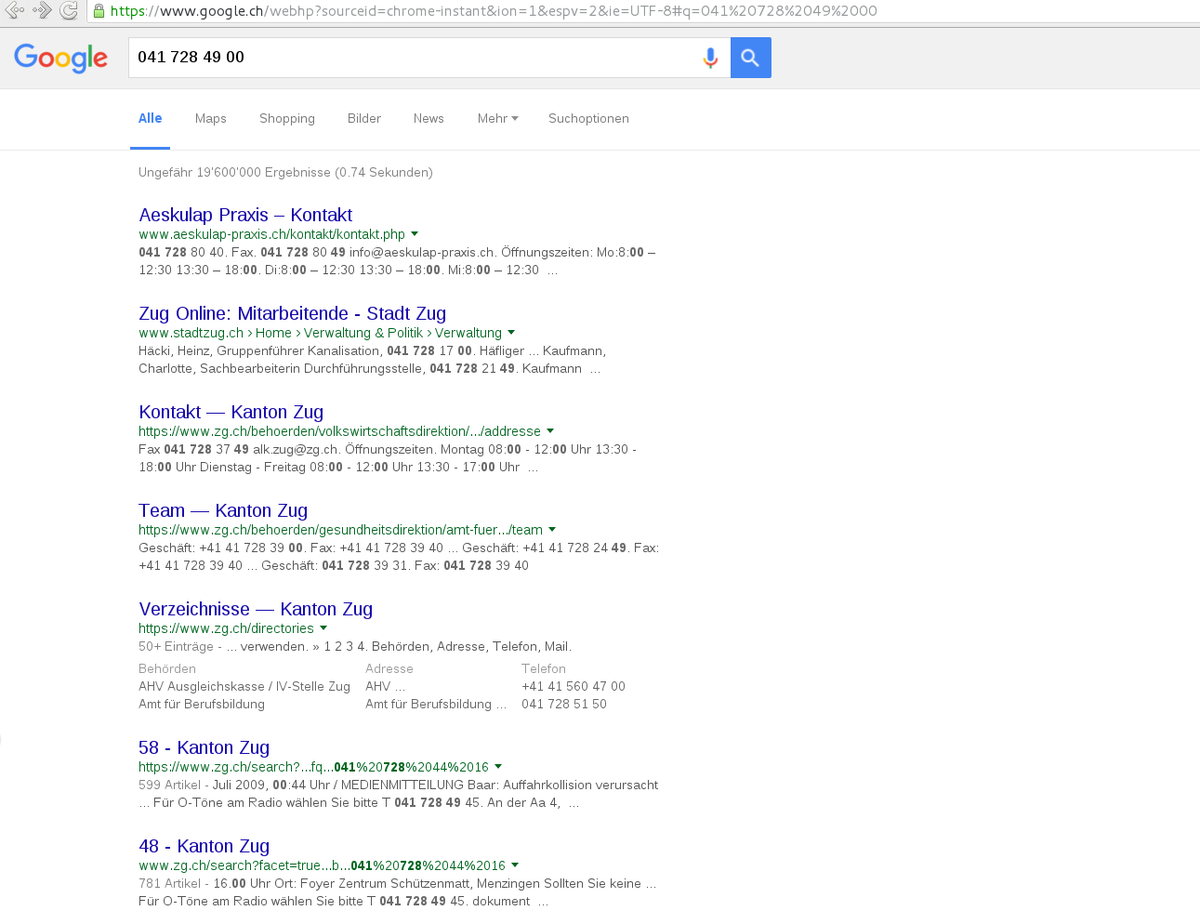 https://www.google.ch/webhp?sourceid=chrome-instant&ion=1&espv=2&ie=UTF-8#q=041%20728%2049%2000
Google
041 728 49 00
Alle Maps Shopping Bilder News Mehr Suchoptionen
Ungefähr 19'600'000 Ergebnisse (0.74 Sekunden)
Aeskulap Praxis – Kontakt
www.aeskulap-praxis.ch/kontakt/kontakt.php
041 728 80 40. Fax. 041 728 80 49 info@aeskulap-praxis.ch. Öffnungszeiten: Mo:8:00 –
12:30 13:30 – 18:00. Di:8:00 – 12:30 13:30 – 18:00. Mi:8:00 – 12:30 ...
Zug Online: Mitarbeitende - Stadt Zug
www.stadtzug.ch › Home › Verwaltung & Politik › Verwaltung
Häcki, Heinz, Gruppenführer Kanalisation, 041 728 17 00. Häfliger ... Kaufmann,
Charlotte, Sachbearbeiterin Durchführungsstelle, 041 728 21 49. Kaufmann ...
Kontakt — Kanton Zug
https://www.zg.ch/behoerden/volkswirtschaftsdirektion/.../addresse
Fax 041 728 37 49 alk.zug@zg.ch. Öffnungszeiten. Montag 08:00 - 12:00 Uhr 13:30 -
18:00 Uhr Dienstag - Freitag 08:00 - 12:00 Uhr 13:30 - 17:00 Uhr ...
Team — Kanton Zug
https://www.zg.ch/behoerden/gesundheitsdirektion/amt-fuer.../team
Geschäft: +41 41 728 39 00. Fax: +41 41 728 39 40 ... Geschäft: +41 41 728 24 49. Fax:
+41 41 728 39 40 ... Geschäft: 041 728 39 31. Fax: 041 728 39 40
Verzeichnisse — Kanton Zug
https://www.zg.ch/directories
50+ Einträge - ... verwenden. » 1 2 3 4. Behörden, Adresse, Telefon, Mail.
Behörden Adresse Telefon
AHV Ausgleichskasse / IV-Stelle Zug AHV ... +41 41 560 47 00
Amt für Berufsbildung Amt für Berufsbildung ... 041 728 51 50
58 - Kanton Zug
https://www.zg.ch/search?...fq...041%20728%2044%2016
599 Artikel - Juli 2009, 00:44 Uhr / MEDIENMITTEILUNG Baar: Auffahrkollision verursacht
... Für O-Töne am Radio wählen Sie bitte T 041 728 49 45. An der Aa 4, ...
48 - Kanton Zug
www.zg.ch/search?facet=true...b...041%20728%2044%2016
781 Artikel - 16.00 Uhr Ort: Foyer Zentrum Schützenmatt, Menzingen Sollten Sie keine ...
Für O-Töne am Radio wählen Sie bitte T 041 728 49 45. dokument ...